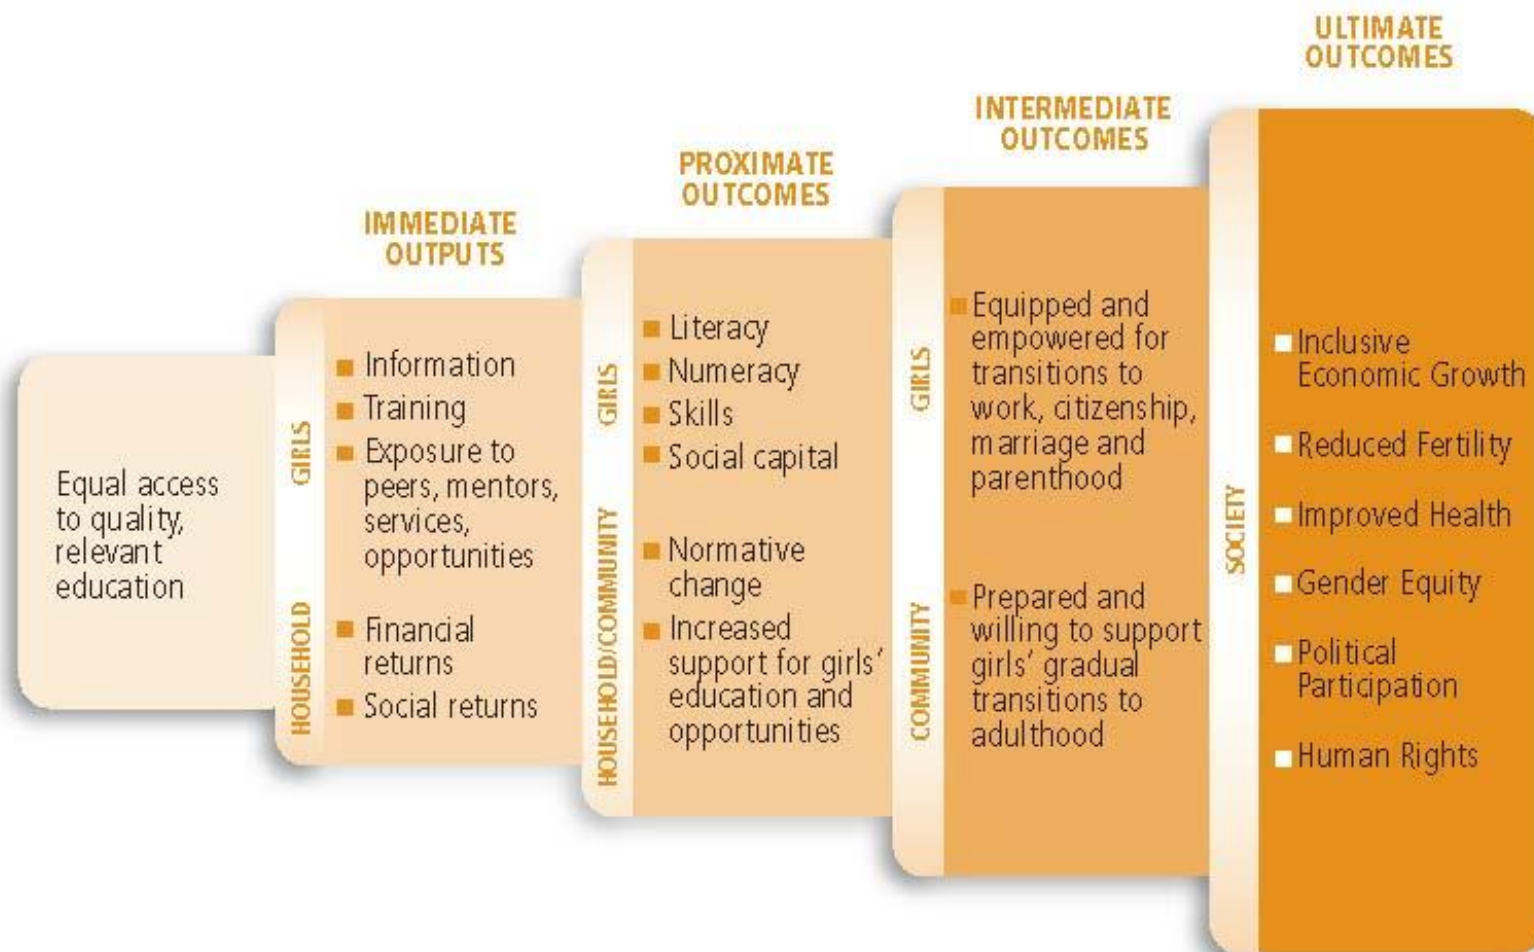 Equal access
to quality,
relevant
education
IMMEDIATE
OUTPUTS
GIRLS
■ Information
■ Training
■ Exposure to
peers, mentors,
services,
opportunities
HOUSEHOLD
■ Financial
returns
■ Social returns
PROXIMATE
OUTCOMES
GIRLS
■ Literacy
■ Numeracy
■ Skills
■ Social capital
HOUSEHOLD/COMMUNITY
■ Normative
change
■ Increased
support for girls’
education and
opportunities
INTERMEDIATE
OUTCOMES
GIRLS
■ Equipped and
empowered for
transitions to
work, citizenship,
marriage and
parenthood
COMMUNITY
■ Prepared and
willing to support
girls’ gradual
transitions to
adulthood
ULTIMATE
OUTCOMES
SOCIETY
■ Inclusive
Economic Growth
■ Reduced Fertility
■ Improved Health
■ Gender Equity
■ Political
Participation
■ Human Rights